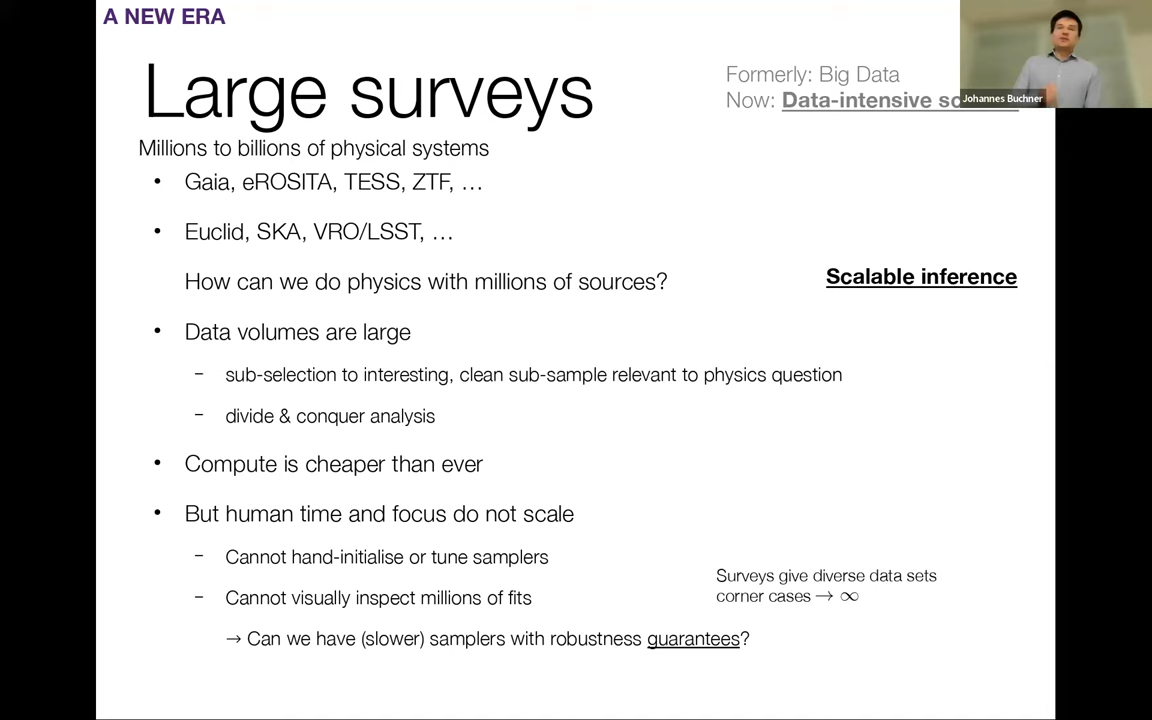 A NEW ERA
Large surveys
Formerly: Big Data
Now: Data-intensive
Johannes Buchner
Millions to billions of physical systems
• Gaia, eROSITA, TESS, ZTF, …
• Euclid, SKA, VRO/LSST, …
How can we do physics with millions of sources?
Scalable inference
• Data volumes are large
– sub-selection to interesting, clean sub-sample relevant to physics question
– divide & conquer analysis
• Compute is cheaper than ever
• But human time and focus do not scale
– Cannot hand-initialise or tune samplers
– Cannot visually inspect millions of fits
Surveys give diverse data sets
corner cases → ∞
→ Can we have (slower) samplers with robustness guarantees?